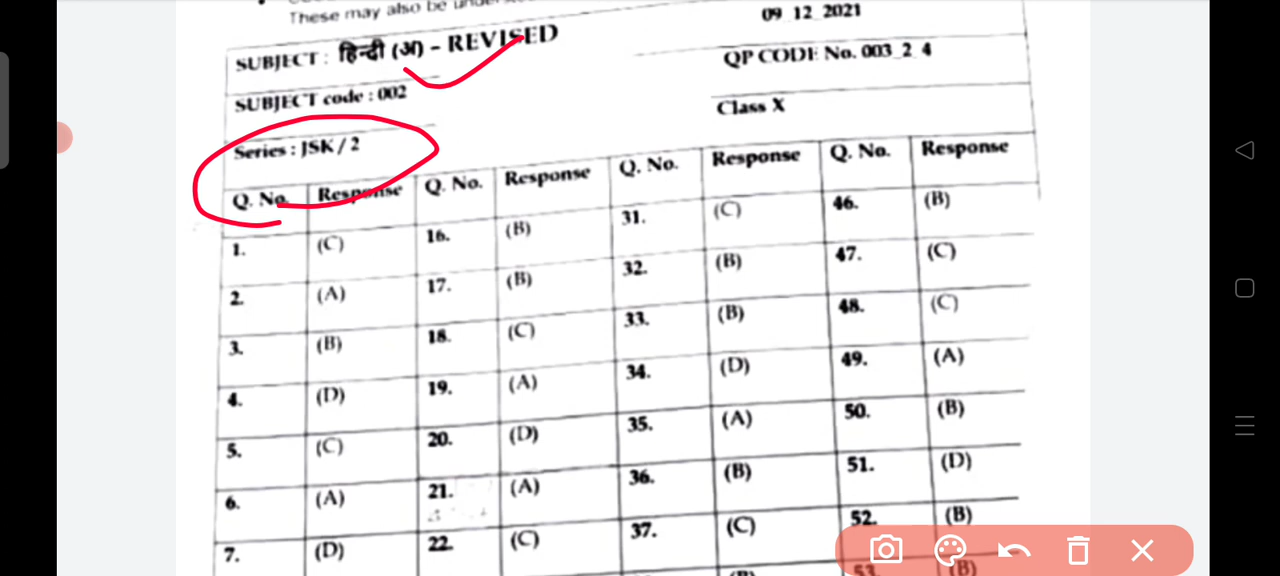 These may also be
09 12 2021
SUBJECT : हिन्दी (अ) – REVISED
QP CODE No. 003_2_4
SUBJECT code : 002
Class X
Series : JSK / 2
Q. No. Response Q. No. Response Q. No. Response Q. No. Response
1. (C) 16. (B) 31. (C) 46. (B)
2. (A) 17. (B) 32. (B) 47. (C)
3. (B) 18. (C) 33. (B) 48. (C)
4. (D) 19. (A) 34. (D) 49. (A)
5. (C) 20. (D) 35. (A) 50. (B)
6. (A) 21. (A) 36. (B) 51. (D)
7. (D) 22. (C) 37. (C) 52. (B)
53. (B)